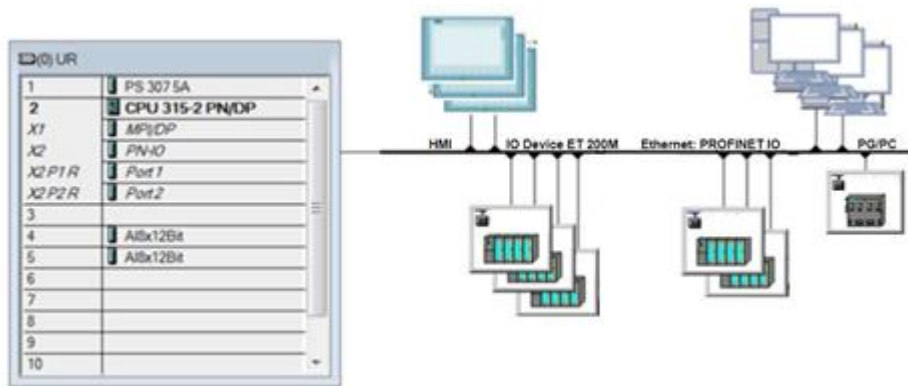 (0) UR
1 PS 307 5A
2 CPU 315-2 PN/DP
X1 MPI/DP
X2 PN-IO
X2 P1 R Port 1
X2 P2 R Port 2
3
4 AI8x12Bit
5 AI8x12Bit
6
7
8
9
10
HMI IO Device ET 200M Ethernet: PROFINET IO PG/PC